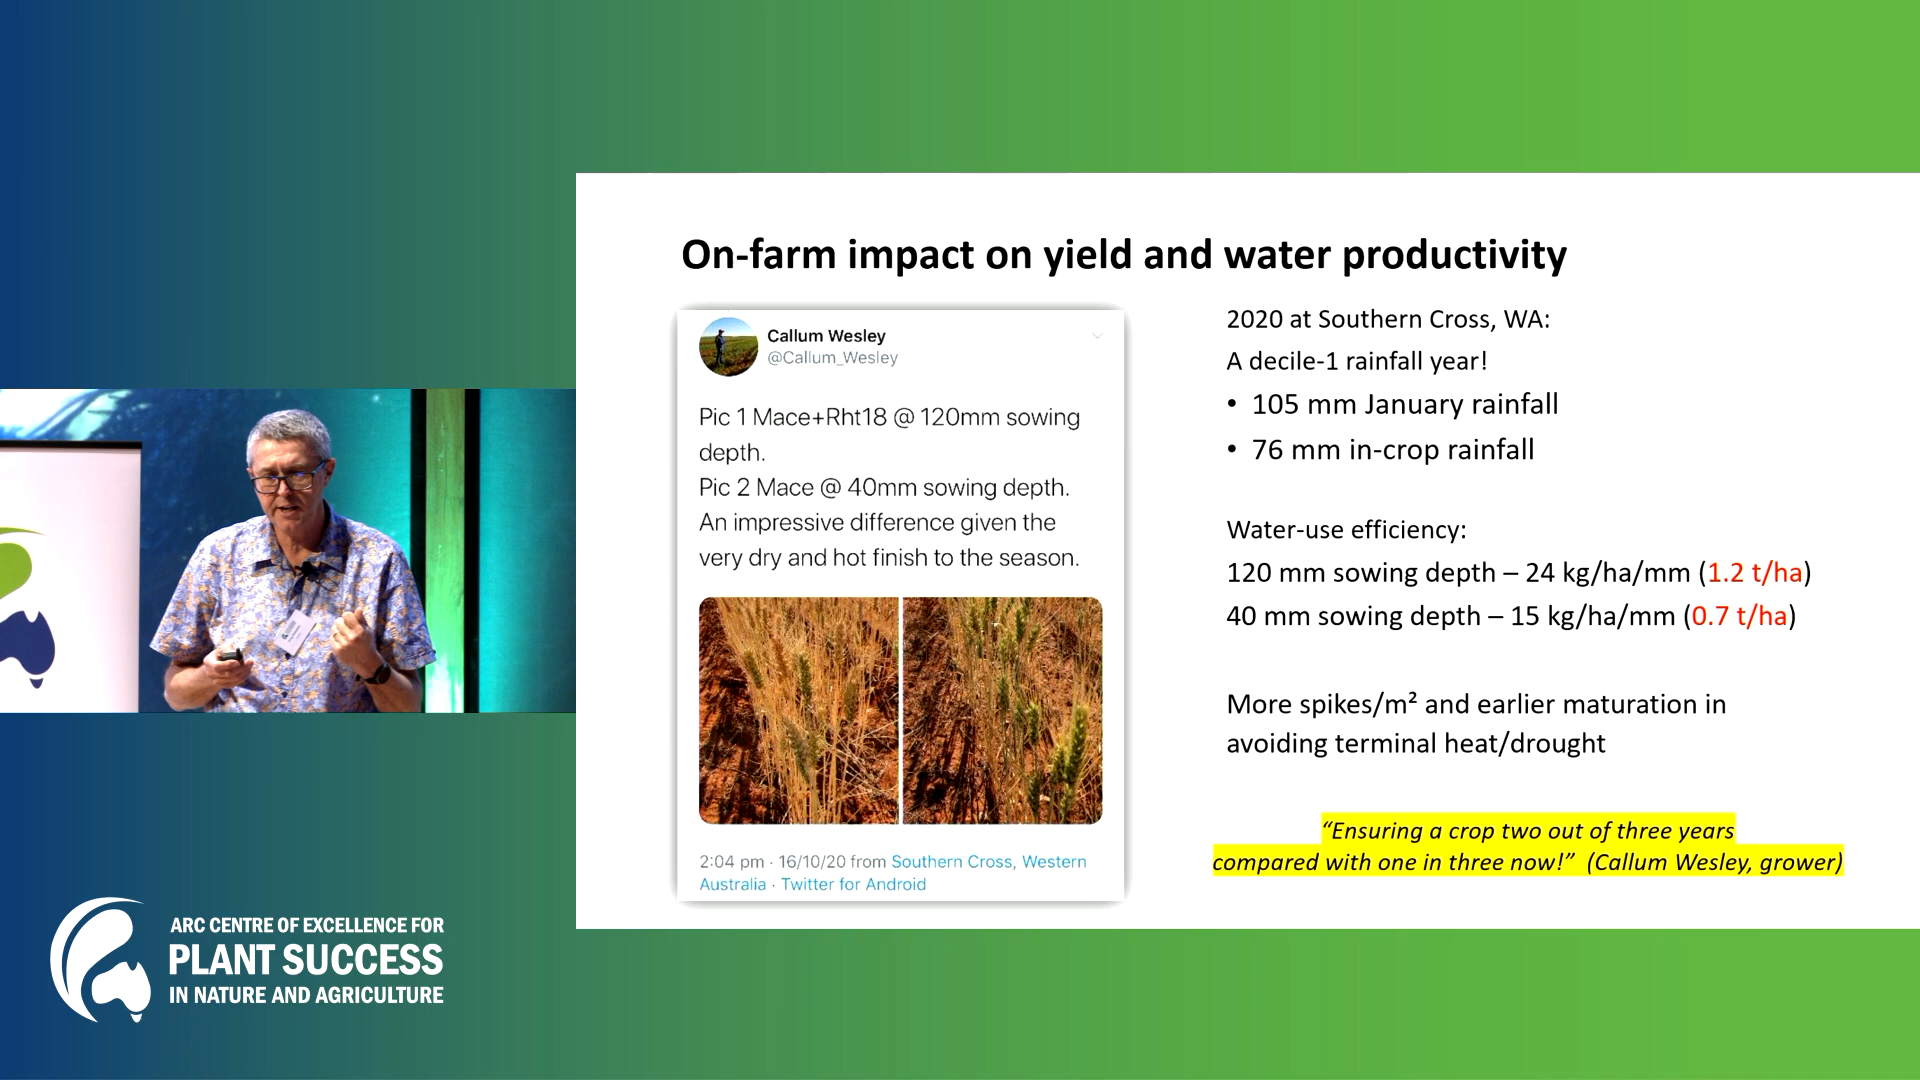 On-farm impact on yield and water productivity
Callum Wesley
@Callum_Wesley
Pic 1 Mace+Rht18 @ 120mm sowing
depth.
Pic 2 Mace @ 40mm sowing depth.
An impressive difference given the
very dry and hot finish to the season.
2:04 pm · 16/10/20 from Southern Cross, Western
Australia · Twitter for Android
2020 at Southern Cross, WA:
A decile-1 rainfall year!
• 105 mm January rainfall
• 76 mm in-crop rainfall
Water-use efficiency:
120 mm sowing depth – 24 kg/ha/mm (1.2 t/ha)
40 mm sowing depth – 15 kg/ha/mm (0.7 t/ha)
More spikes/m² and earlier maturation in
avoiding terminal heat/drought
“Ensuring a crop two out of three years
compared with one in three now!” (Callum Wesley, grower)
ARC CENTRE OF EXCELLENCE FOR
PLANT SUCCESS
IN NATURE AND AGRICULTURE